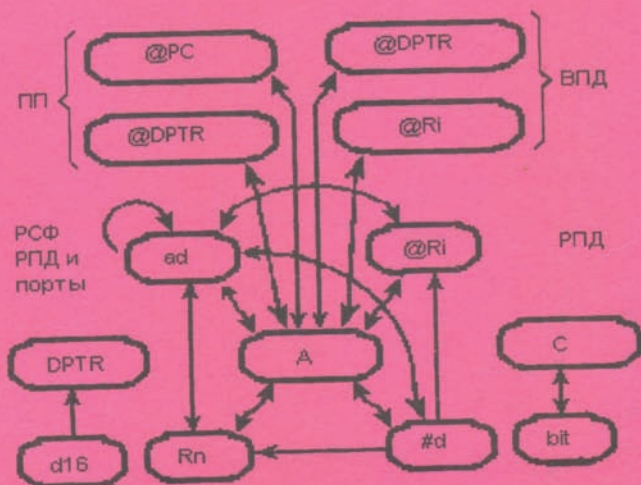 @PC
@DPTR
ПП
ВПД
@DPTR
@Ri
РСФ
РПД и
порты
ad
@Ri
РПД
DPTR
A
C
d16
Rn
#d
bit